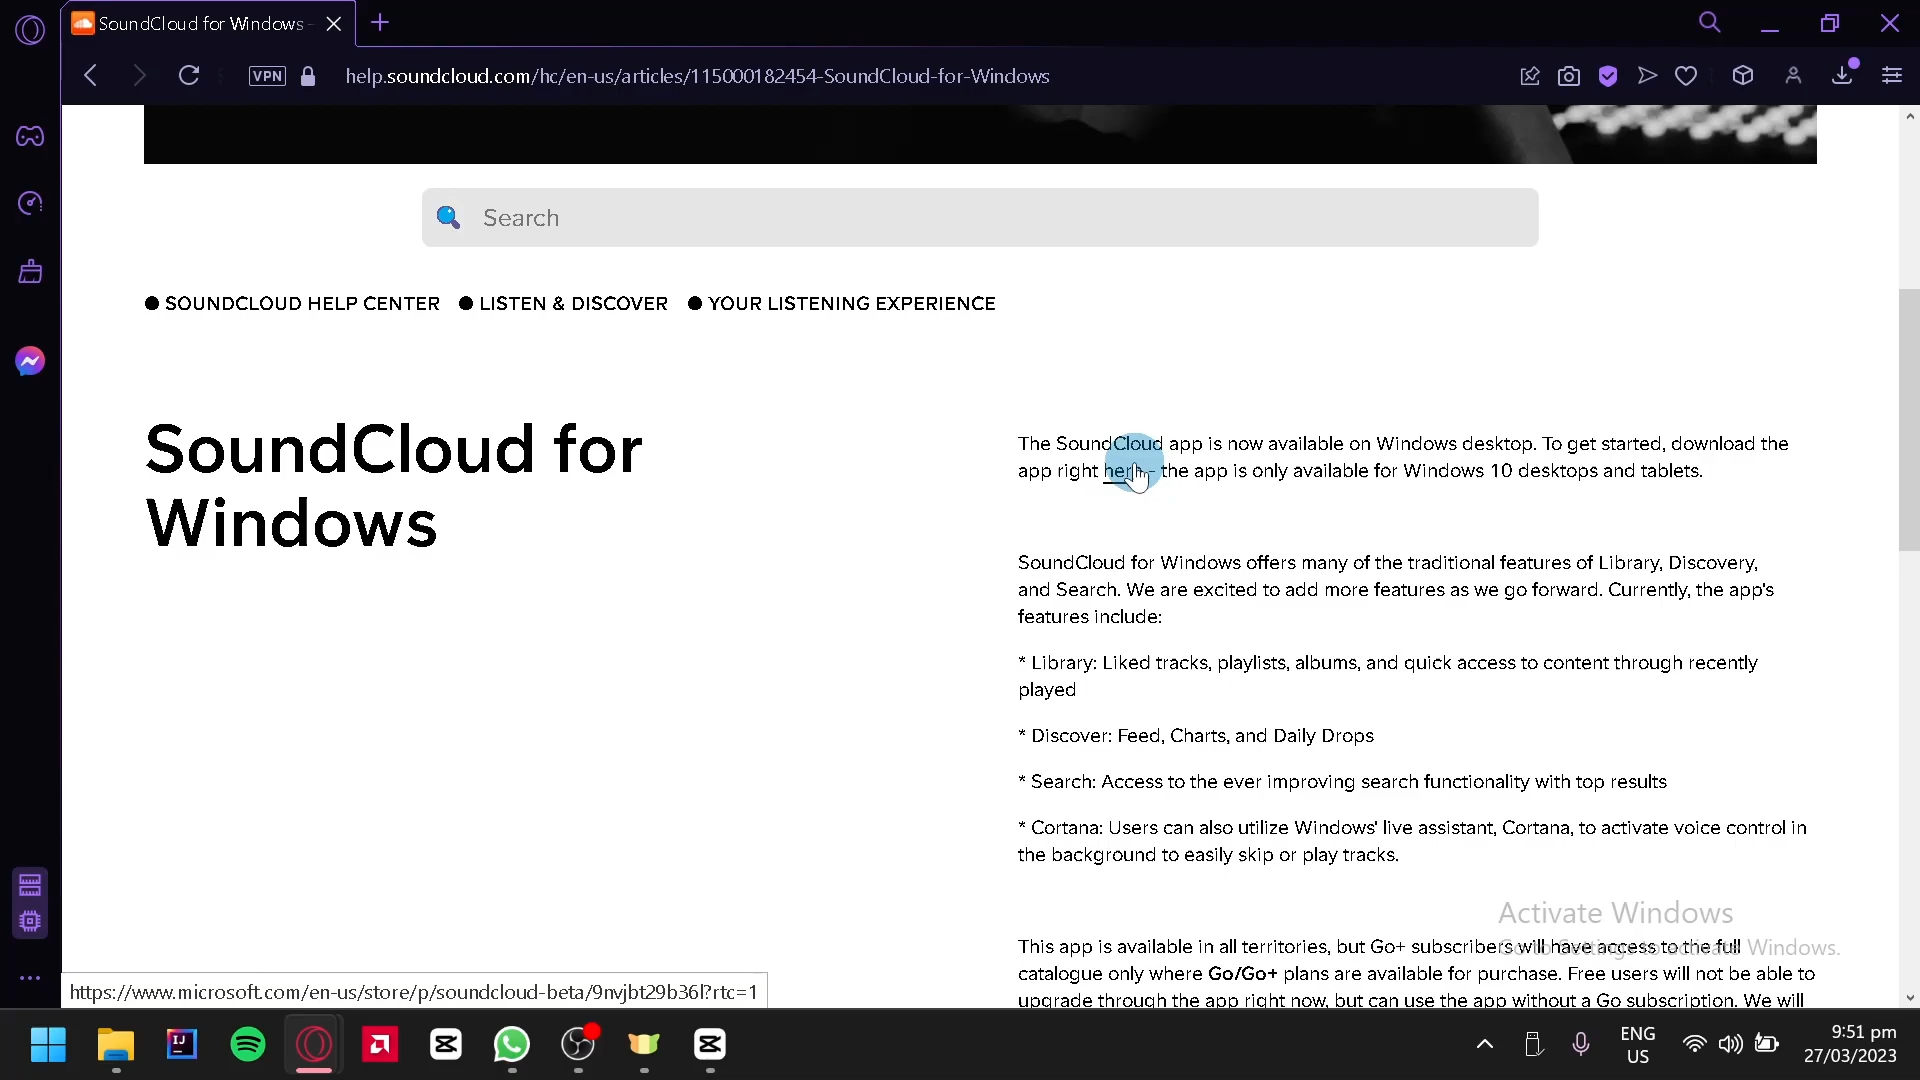 SoundCloud for Windows -
VPN
help.soundcloud.com/hc/en-us/articles/115000182454-SoundCloud-for-Windows
Search
SOUNDCLOUD HELP CENTER LISTEN & DISCOVER YOUR LISTENING EXPERIENCE
SoundCloud for
Windows
The SoundCloud app is now available on Windows desktop. To get started, download the
app right here - the app is only available for Windows 10 desktops and tablets.
SoundCloud for Windows offers many of the traditional features of Library, Discovery,
and Search. We are excited to add more features as we go forward. Currently, the app's
features include:
* Library: Liked tracks, playlists, albums, and quick access to content through recently
played
* Discover: Feed, Charts, and Daily Drops
* Search: Access to the ever improving search functionality with top results
* Cortana: Users can also utilize Windows' live assistant, Cortana, to activate voice control in
the background to easily skip or play tracks.
Activate Windows
Go to Settings to activate Windows.
This app is available in all territories, but Go+ subscribers will have access to the full
catalogue only where Go/Go+ plans are available for purchase. Free users will not be able to
upgrade through the app right now, but can use the app without a Go subscription. We will
https://www.microsoft.com/en-us/store/p/soundcloud-beta/9nvjbt29b36l?rtc=1
IJ
ENG
US
9:51 pm
27/03/2023